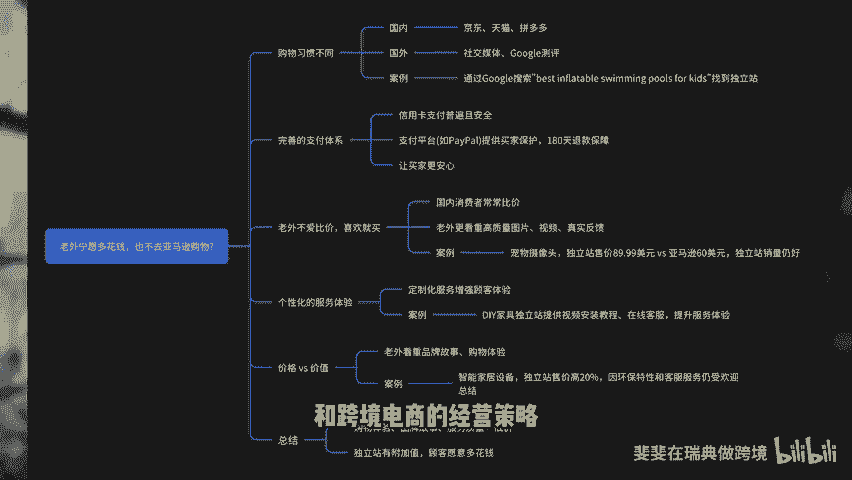 老外宁愿多花钱，也不去亚马逊购物？
购物习惯不同
国内
京东、天猫、拼多多
国外
社交媒体、Google测评
案例
通过Google搜索"best inflatable swimming pools for kids"找到独立站
完善的支付体系
信用卡支付普遍且安全
支付平台(如PayPal)提供买家保护，180天退款保障
让买家更安心
老外不爱比价，喜欢就买
国内消费者常常比价
老外更看重高质量图片、视频、真实反馈
案例
宠物摄像头，独立站售价89.99美元 vs 亚马逊60美元，独立站销量仍好
个性化的服务体验
定制化服务增强顾客体验
案例
DIY家具独立站提供视频安装教程、在线客服，提升服务体验
价格 vs 价值
老外看重品牌故事、购物体验
案例
智能家居设备，独立站售价高20%，因环保特性和客服服务仍受欢迎
总结
总结
独立站有附加值，顾客愿意多花钱
和跨境电商的经营策略
斐斐在瑞典做跨境 bilibili